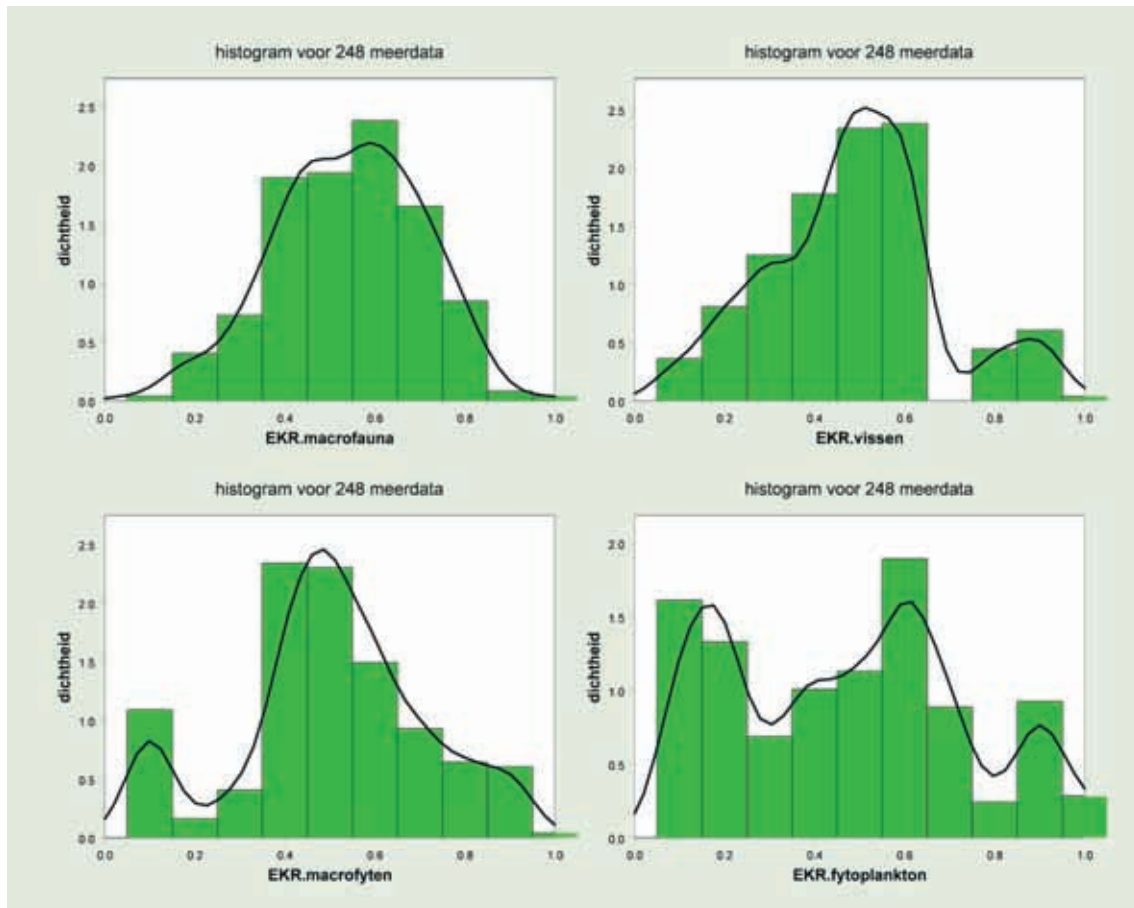 histogram voor 248 meerdata
dichtheid
2.5
2.0
1.5
1.0
0.5
0.0
0.0 0.2 0.4 0.6 0.8 1.0
EKR.macrofauna
histogram voor 248 meerdata
dichtheid
2.5
2.0
1.5
1.0
0.5
0.0
0.0 0.2 0.4 0.6 0.8 1.0
EKR.vissen
histogram voor 248 meerdata
dichtheid
2.5
2.0
1.5
1.0
0.5
0.0
0.0 0.2 0.4 0.6 0.8 1.0
EKR.macrofyten
histogram voor 248 meerdata
dichtheid
2.0
1.5
1.0
0.5
0.0
0.0 0.2 0.4 0.6 0.8 1.0
EKR.fytoplankton